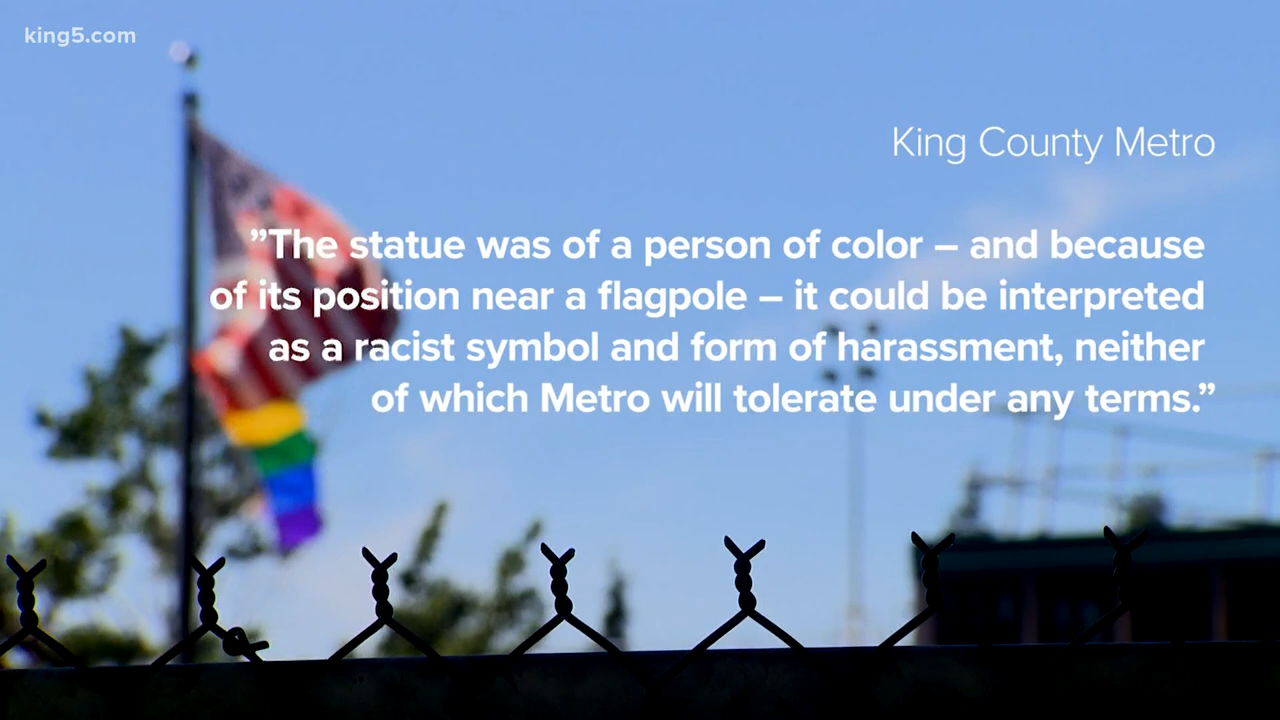 king5.com
King County Metro
”The statue was of a person of color – and because
of its position near a flagpole – it could be interpreted
as a racist symbol and form of harassment, neither
of which Metro will tolerate under any terms.”